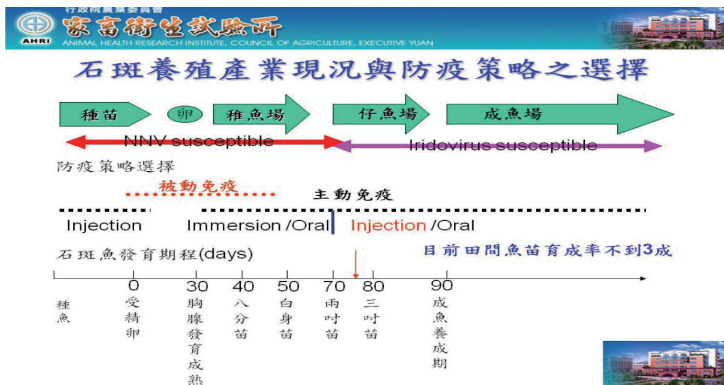 行政院農業委員會
家畜衛生試驗所
AHRI
ANIMAL HEALTH RESEARCH INSTITUTE, COUNCIL OF AGRICULTURE, EXECUTIVE YUAN
石斑養殖產業現況與防疫策略之選擇
種苗 卵 稚魚場 仔魚場 成魚場
NNV susceptible Iridovirus susceptible
防疫策略選擇
被動免疫 主動免疫
Injection Immersion /Oral Injection /Oral
石斑魚發育期程(days) 目前田間魚苗育成率不到3成
0 30 40 50 70 80 90
種魚 受精卵 胸腺發育成熟 八分苗 白身苗 兩吋苗 三吋苗 成魚養成期